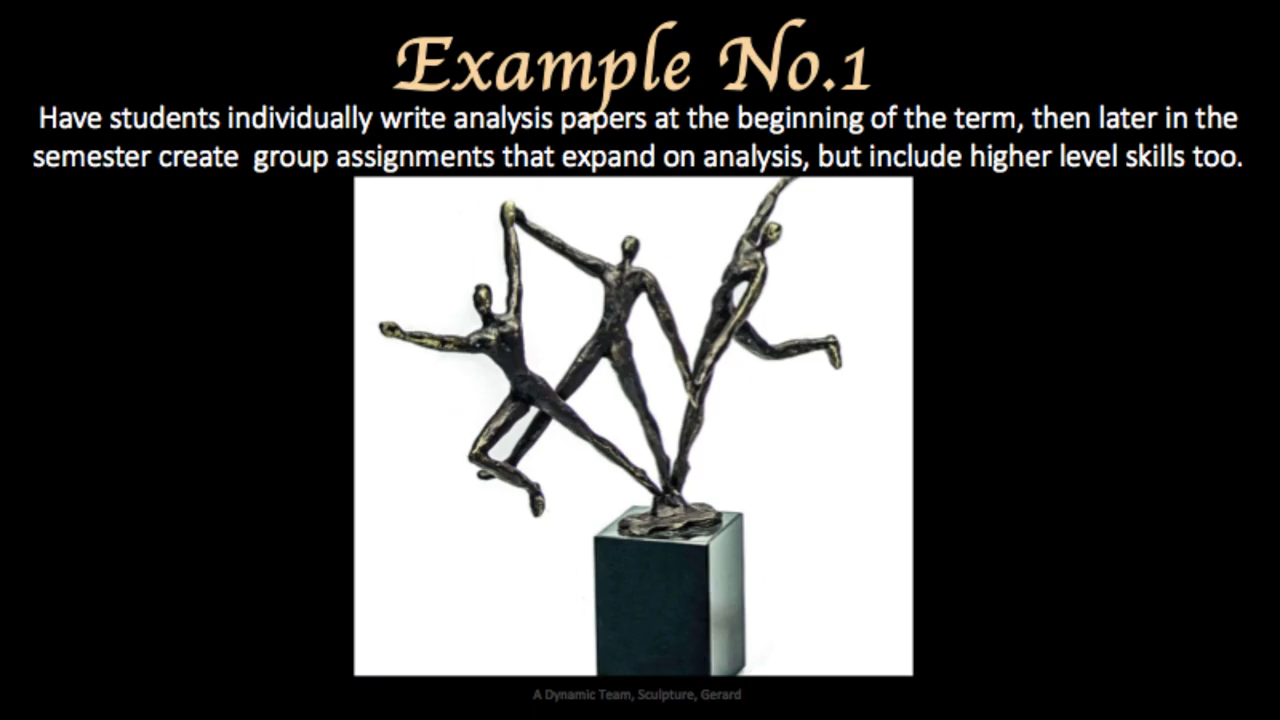 Example No.1
Have students individually write analysis papers at the beginning of the term, then later in the
semester create  group assignments that expand on analysis, but include higher level skills too.
A Dynamic Team, Sculpture, Gerard